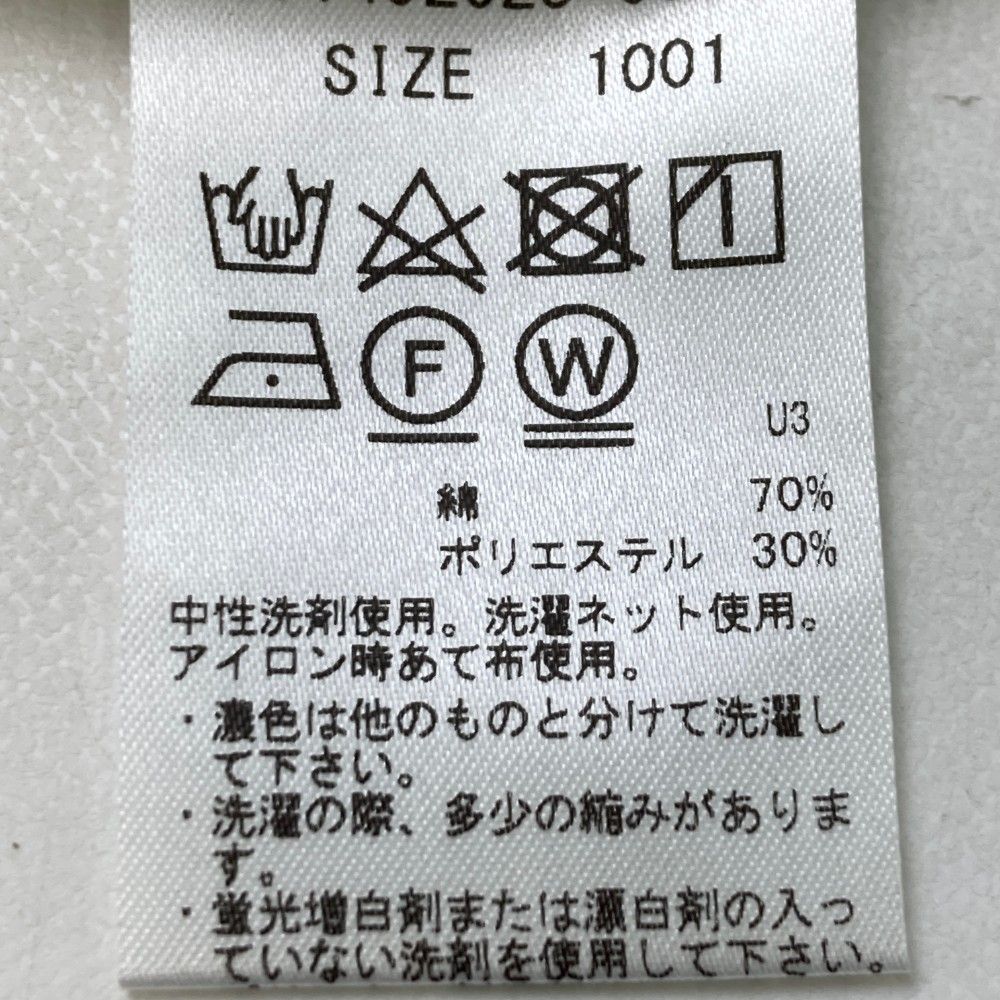 SIZE 1001
F W
U3
綿 70%
ポリエステル 30%
中性洗剤使用。洗濯ネット使用。
アイロン時あて布使用。
・濃色は他のものと分けて洗濯し
て下さい。
・洗濯の際、多少の縮みがありま
す。
・蛍光増白剤または漂白剤の入っ
ていない洗剤を使用して下さい。